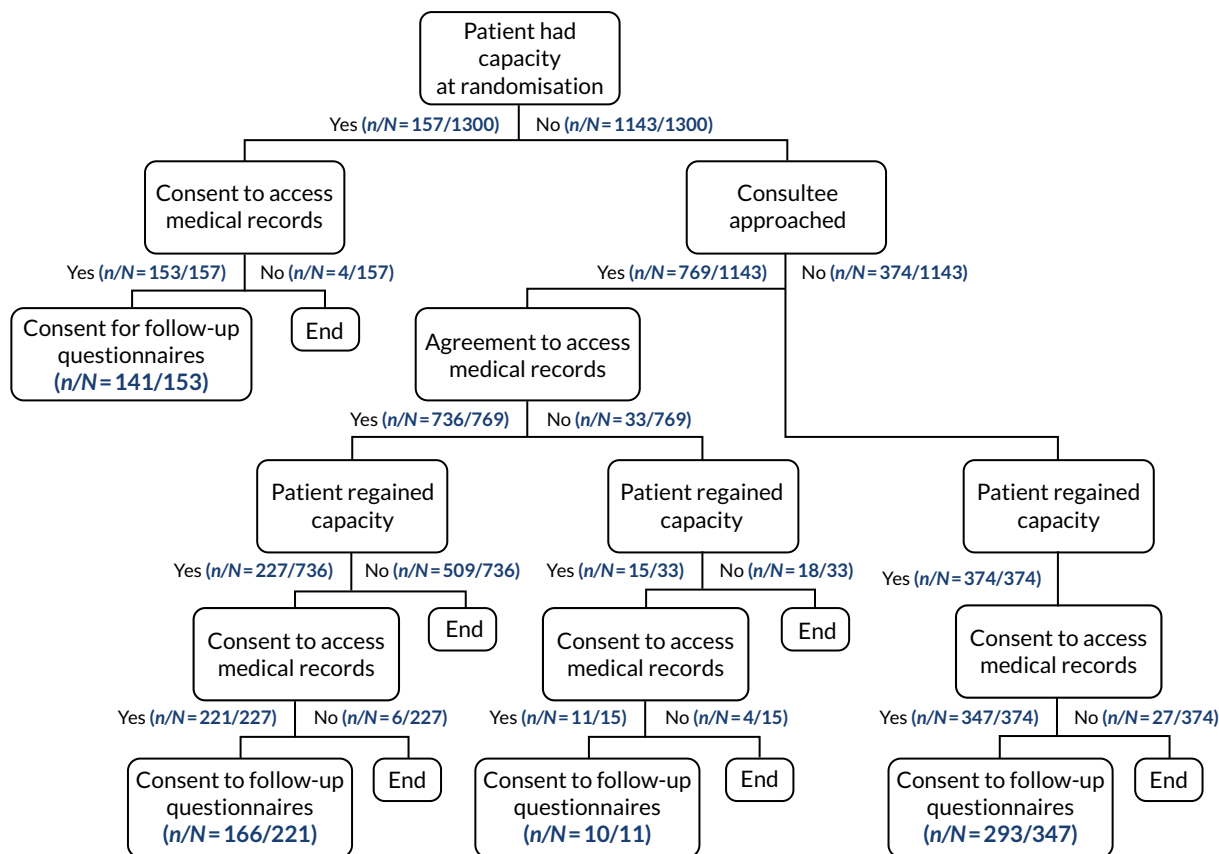 Patient had
capacity
at randomisation
Yes (n/N = 157/1300)
No (n/N = 1143/1300)
Consent to access
medical records
Consultee
approached
Yes (n/N = 153/157)
No (n/N = 4/157)
Yes (n/N = 769/1143)
No (n/N = 374/1143)
Consent for follow-up
questionnaires
(n/N = 141/153)
End
Agreement to access
medical records
Yes (n/N = 736/769)
No (n/N = 33/769)
Patient regained
capacity
Patient regained
capacity
Patient regained
capacity
Yes (n/N = 227/736)
No (n/N = 509/736)
Yes (n/N = 15/33)
No (n/N = 18/33)
Yes (n/N = 374/374)
Consent to access
medical records
End
Consent to access
medical records
End
Consent to access
medical records
Yes (n/N = 221/227)
No (n/N = 6/227)
Yes (n/N = 11/15)
No (n/N = 4/15)
Yes (n/N = 347/374)
No (n/N = 27/374)
Consent to follow-up
questionnaires
(n/N = 166/221)
End
Consent to follow-up
questionnaires
(n/N = 10/11)
End
Consent to follow-up
questionnaires
(n/N = 293/347)
End